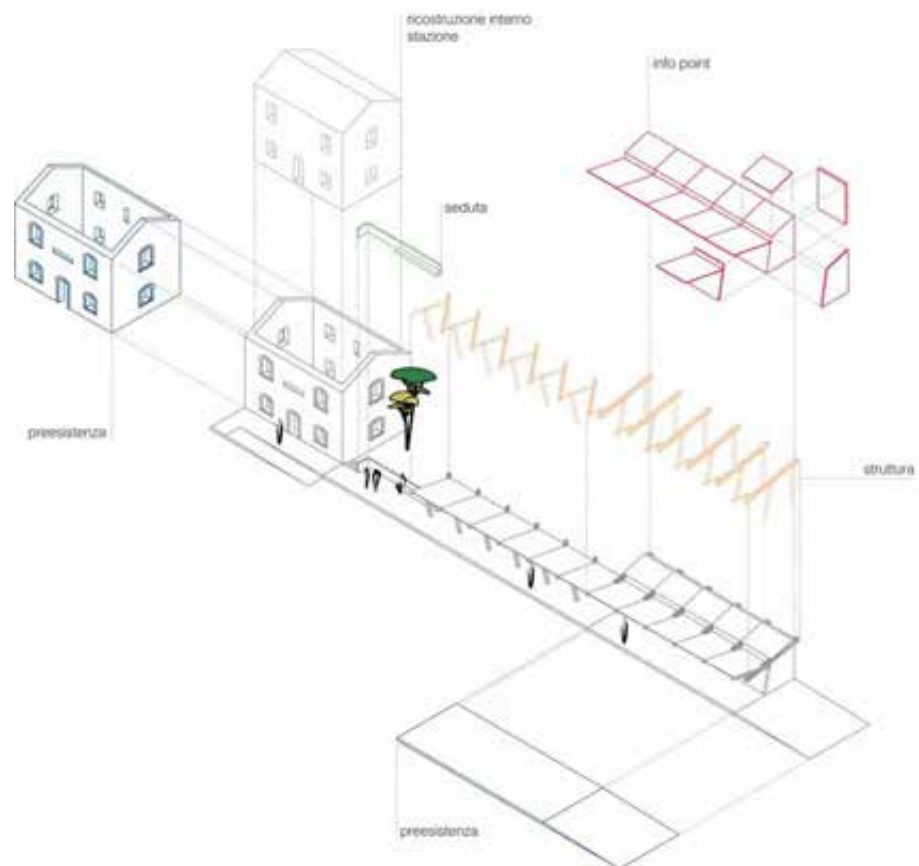 ricostruzione interno
stazione
info point
seduta
preesistenza
struttura
preesistenza